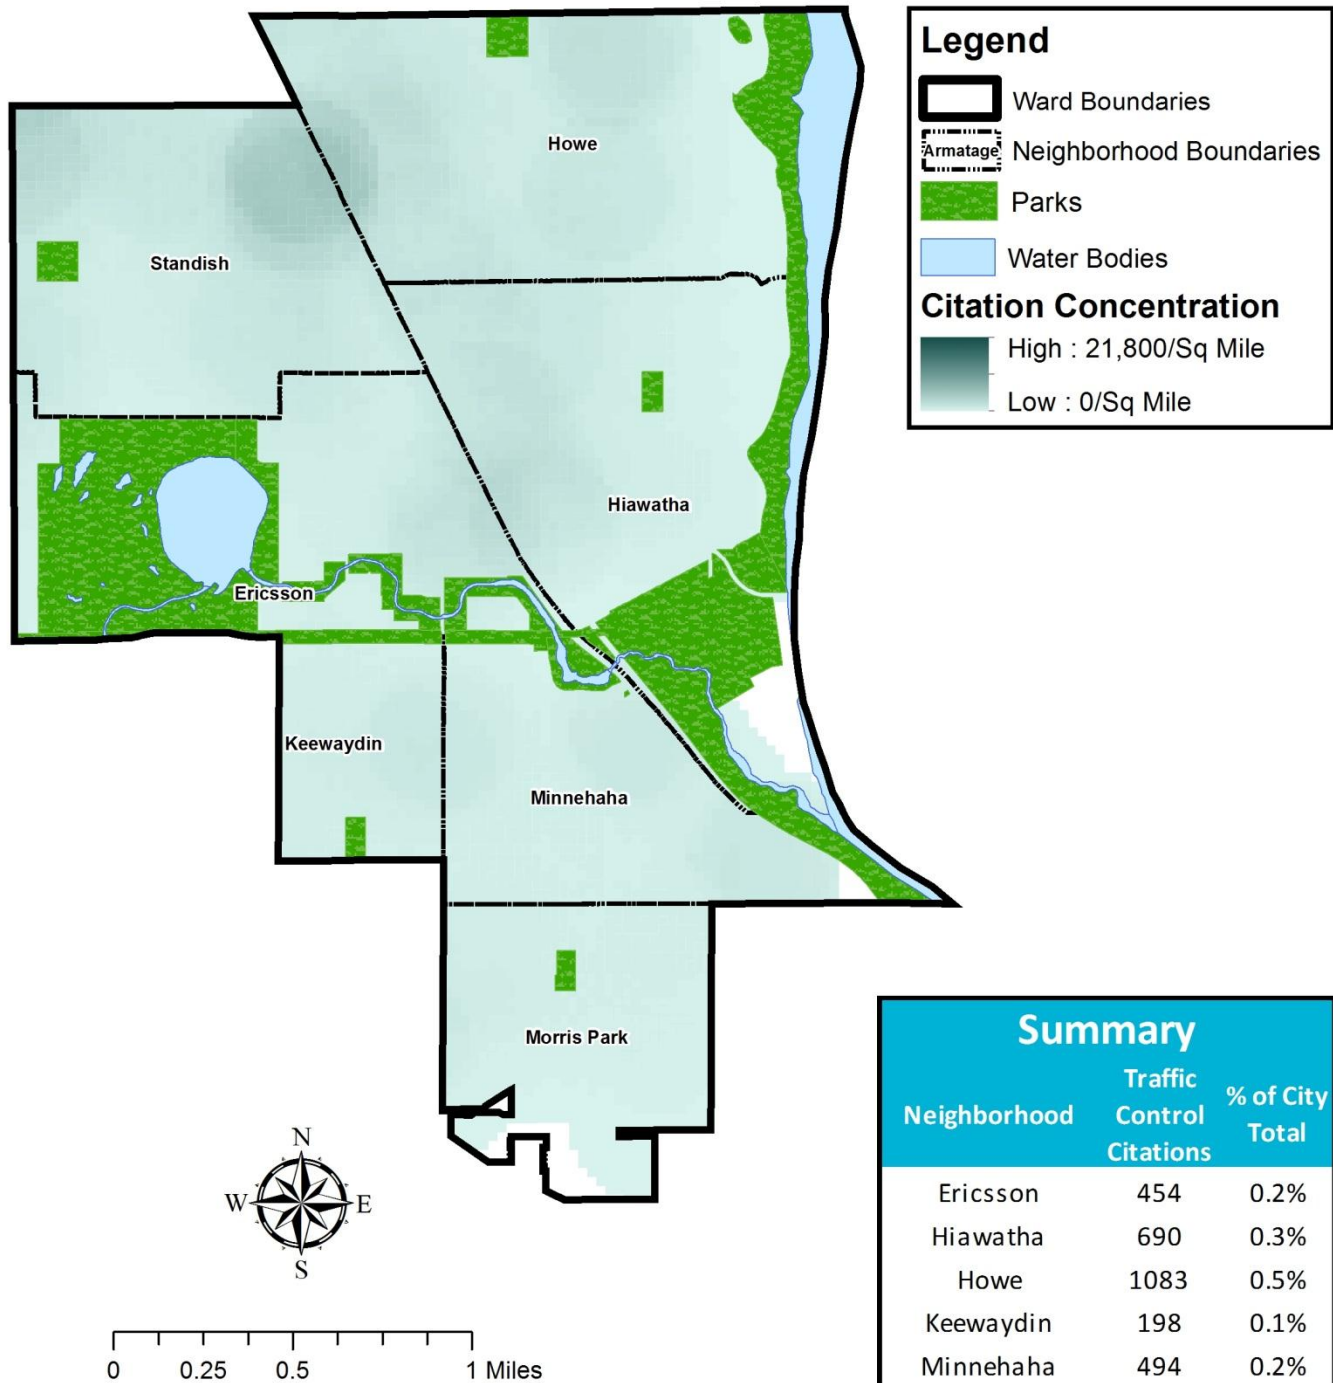 Legend
Ward Boundaries
Armatage Neighborhood Boundaries
Parks
Water Bodies
Citation Concentration
High : 21,800/Sq Mile
Low : 0/Sq Mile
Howe
Standish
Hiawatha
Ericsson
Keewaydin
Minnehaha
Morris Park
N
W E
S
0 0.25 0.5 1 Miles
Summary
Neighborhood Traffic Control Citations % of City Total
Ericsson 454 0.2%
Hiawatha 690 0.3%
Howe 1083 0.5%
Keewaydin 198 0.1%
Minnehaha 494 0.2%